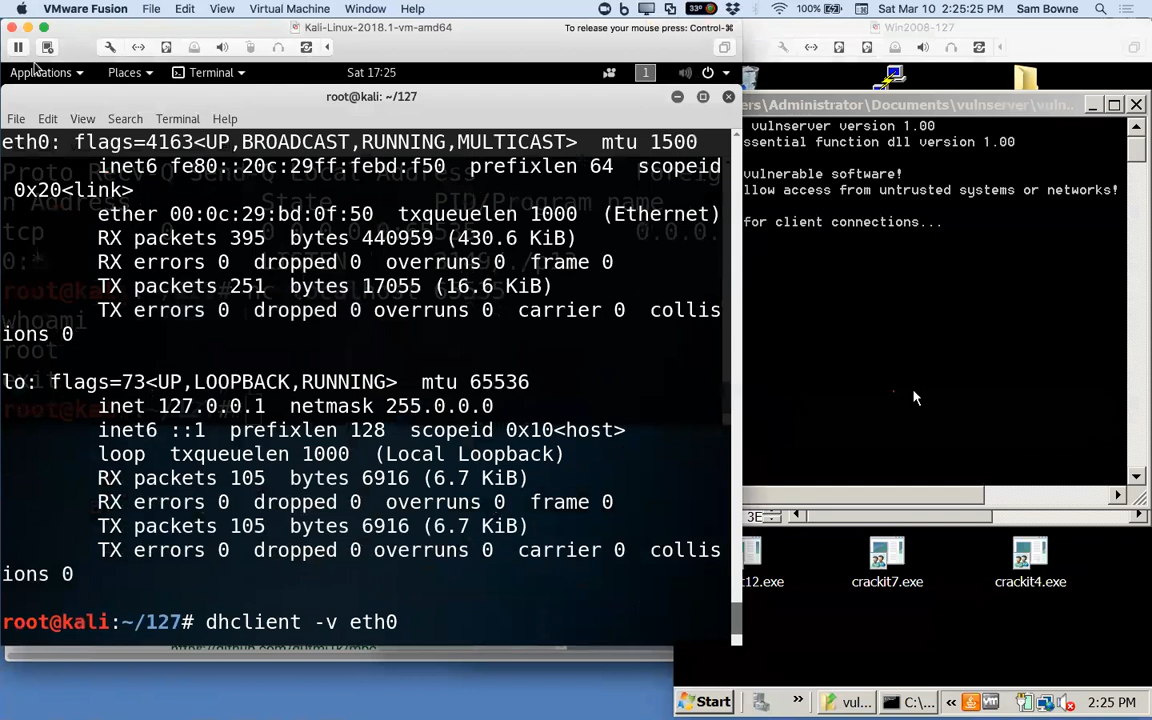 VMware Fusion File Edit View Virtual Machine Window Help 33° 100% Sat Mar 10 2:25:25 PM Sam Bowne
Kali-Linux-2018.1-vm-amd64 To release your mouse press: Control-⌘
Win2008-127
Applications Places Terminal Sat 17:25 1
root@kali: ~/127
File Edit View Search Terminal Help
eth0: flags=4163<UP,BROADCAST,RUNNING,MULTICAST> mtu 1500
inet6 fe80::20c:29ff:febd:f50 prefixlen 64 scopeid
0x20<link>
ether 00:0c:29:bd:0f:50 txqueuelen 1000 (Ethernet)
RX packets 395 bytes 440959 (430.6 KiB)
RX errors 0 dropped 0 overruns 0 frame 0
TX packets 251 bytes 17055 (16.6 KiB)
TX errors 0 dropped 0 overruns 0 carrier 0 collis
ions 0
lo: flags=73<UP,LOOPBACK,RUNNING> mtu 65536
inet 127.0.0.1 netmask 255.0.0.0
inet6 ::1 prefixlen 128 scopeid 0x10<host>
loop txqueuelen 1000 (Local Loopback)
RX packets 105 bytes 6916 (6.7 KiB)
RX errors 0 dropped 0 overruns 0 frame 0
TX packets 105 bytes 6916 (6.7 KiB)
TX errors 0 dropped 0 overruns 0 carrier 0 collis
ions 0
root@kali:~/127# dhclient -v eth0
whoami
root
ers\Administrator\Documents\vulnserver\vuln...
vulnserver version 1.00
ssential function dll version 1.00
vulnerable software!
llow access from untrusted systems or networks!
for client connections...
3E
t12.exe
crackit7.exe
crackit4.exe
Start
vul...
C:\...
2:25 PM